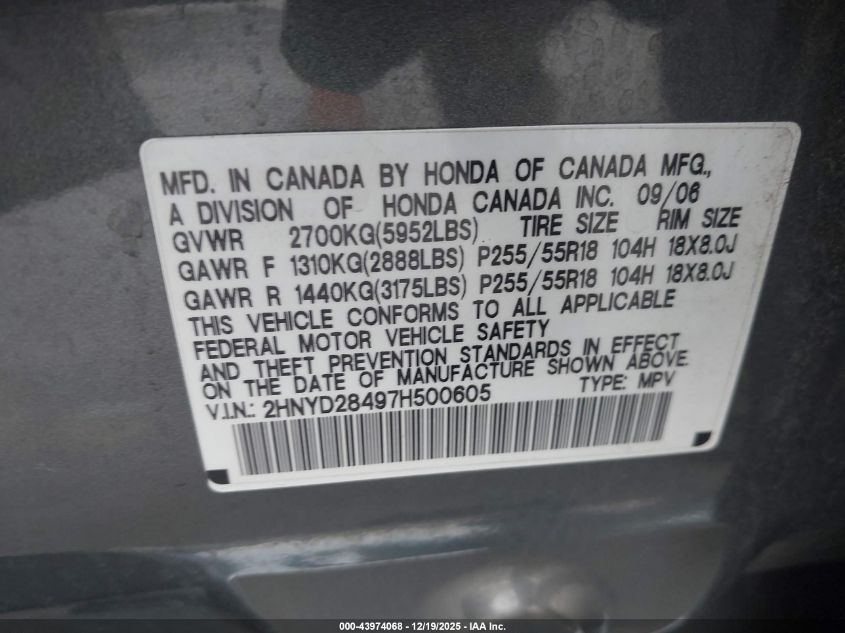 MFD. IN CANADA BY HONDA OF CANADA MFG.,
A DIVISION OF HONDA CANADA INC. 09/06
GVWR 2700KG(5952LBS) TIRE SIZE RIM SIZE
GAWR F 1310KG(2888LBS) P255/55R18 104H 18X8.0J
GAWR R 1440KG(3175LBS) P255/55R18 104H 18X8.0J
THIS VEHICLE CONFORMS TO ALL APPLICABLE
FEDERAL MOTOR VEHICLE SAFETY
AND THEFT PREVENTION STANDARDS IN EFFECT
ON THE DATE OF MANUFACTURE SHOWN ABOVE.
V.I.N.: 2HNYD28497H500605 TYPE: MPV
000-43974068 - 12/19/2025 - IAA Inc.